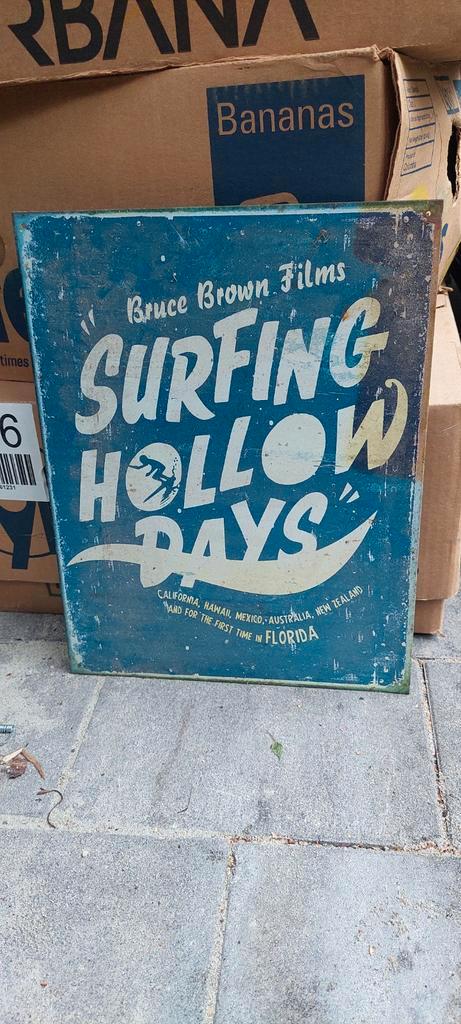 RBANA
Bananas
times
6
Bruce Brown Films
"SURFING
HOLLOW
DAYS"
CALIFORNIA, HAWAII, MEXICO, AUSTRALIA, NEW ZEALAND
AND FOR THE FIRST TIME IN FLORIDA